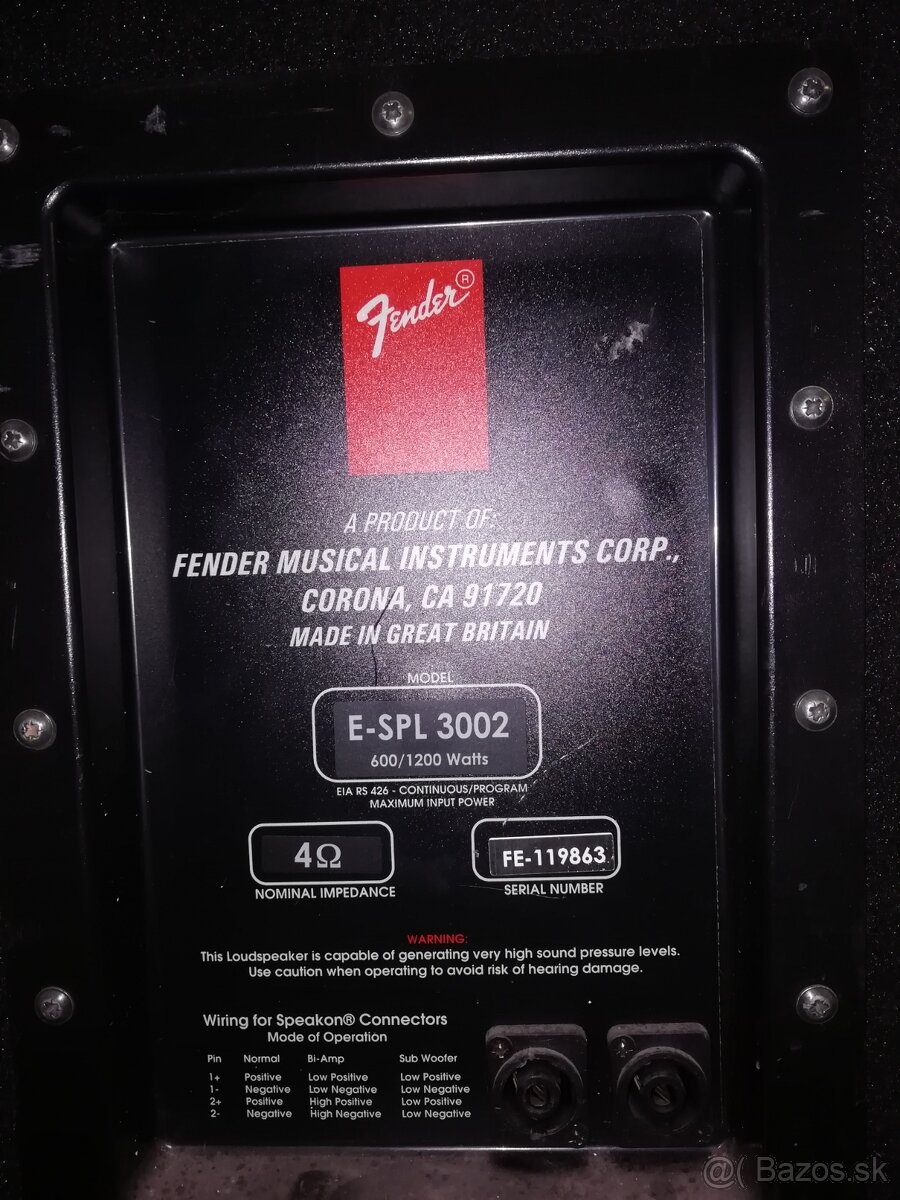 Fender ®
A PRODUCT OF:
FENDER MUSICAL INSTRUMENTS CORP.,
CORONA, CA 91720
MADE IN GREAT BRITAIN
MODEL
E-SPL 3002
600/1200 Watts
EIA RS 426 - CONTINUOUS/PROGRAM
MAXIMUM INPUT POWER
4Ω
NOMINAL IMPEDANCE
FE-119863
SERIAL NUMBER
WARNING:
This Loudspeaker is capable of generating very high sound pressure levels.
Use caution when operating to avoid risk of hearing damage.
Wiring for Speakon® Connectors
Mode of Operation
Pin Normal Bi-Amp Sub Woofer
1+ Positive Low Positive Low Positive
1- Negative Low Negative Low Negative
2+ Positive High Positive Low Positive
2- Negative High Negative Low Negative
@( Bazos.sk